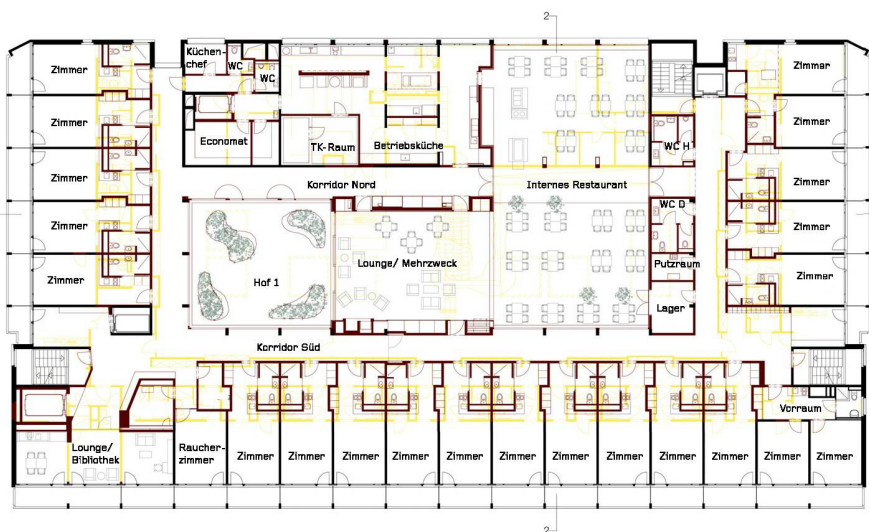 2
Küchen-
chef
WC
WC
Zimmer
Zimmer
Zimmer
Zimmer
Economat
TK-Raum
Betriebsküche
WC H
Zimmer
Korridor Nord
Internes Restaurant
Zimmer
Zimmer
WC D
Zimmer
Zimmer
Lounge/ Mehrzweck
Putzraum
Zimmer
Hof 1
Zimmer
Lager
Korridor Süd
Vorraum
Lounge/
Bibliothek
Raucher-
zimmer
Zimmer
Zimmer
Zimmer
Zimmer
Zimmer
Zimmer
Zimmer
Zimmer
Zimmer
Zimmer
Zimmer
Zimmer
2